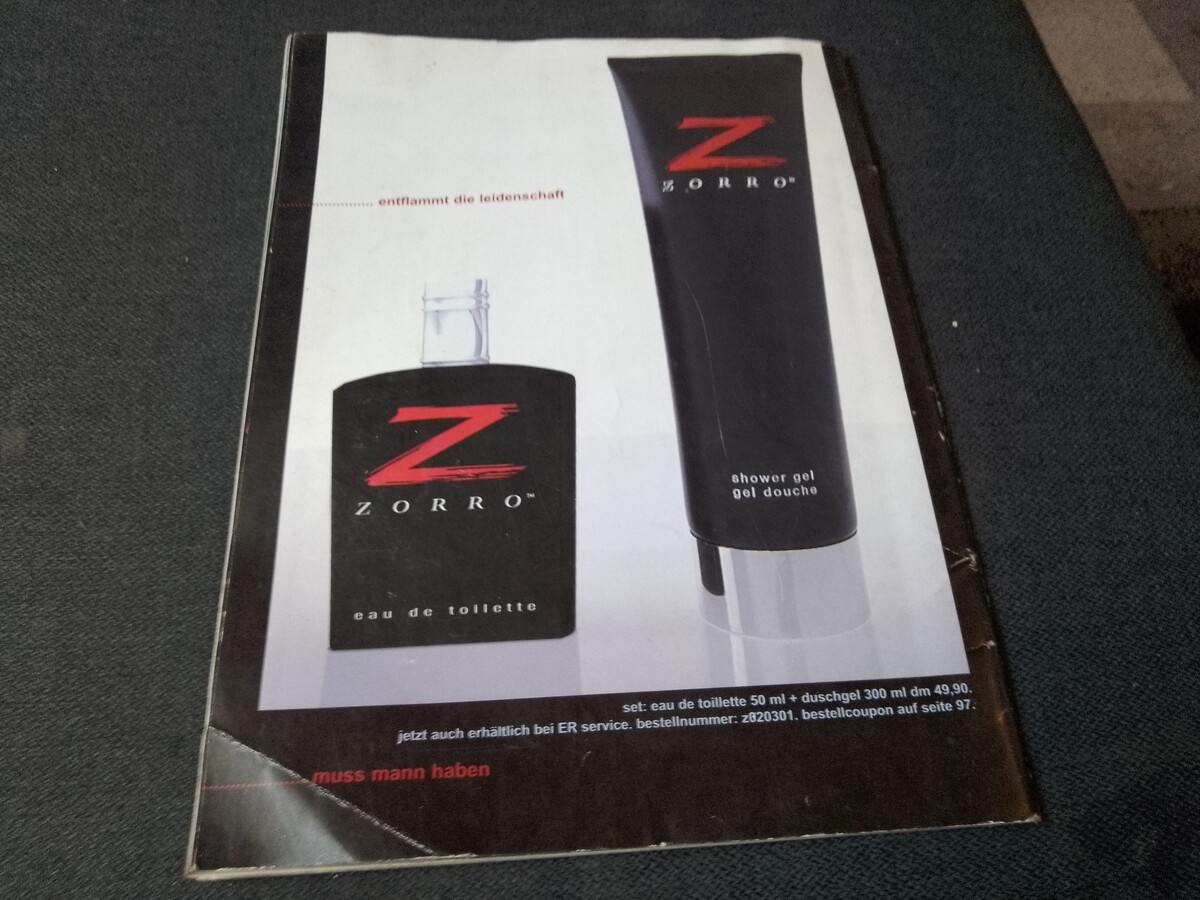 Z
ZORRO™
entflammt die leidenschaft
Z
ZORRO™
shower gel
gel douche
eau de toilette
set: eau de toillette 50 ml + duschgel 300 ml dm 49,90.
jetzt auch erhältlich bei ER service. bestellnummer: z020301. bestellcoupon auf seite 97.
muss mann haben